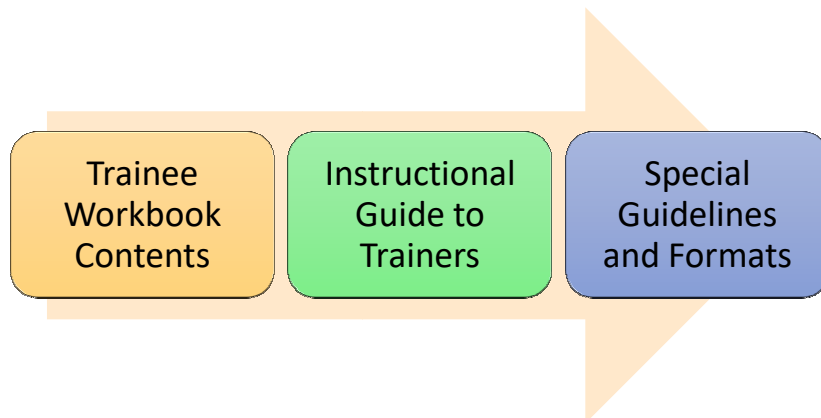 Trainee
Workbook
Contents
Instructional
Guide to
Trainers
Special
Guidelines
and Formats